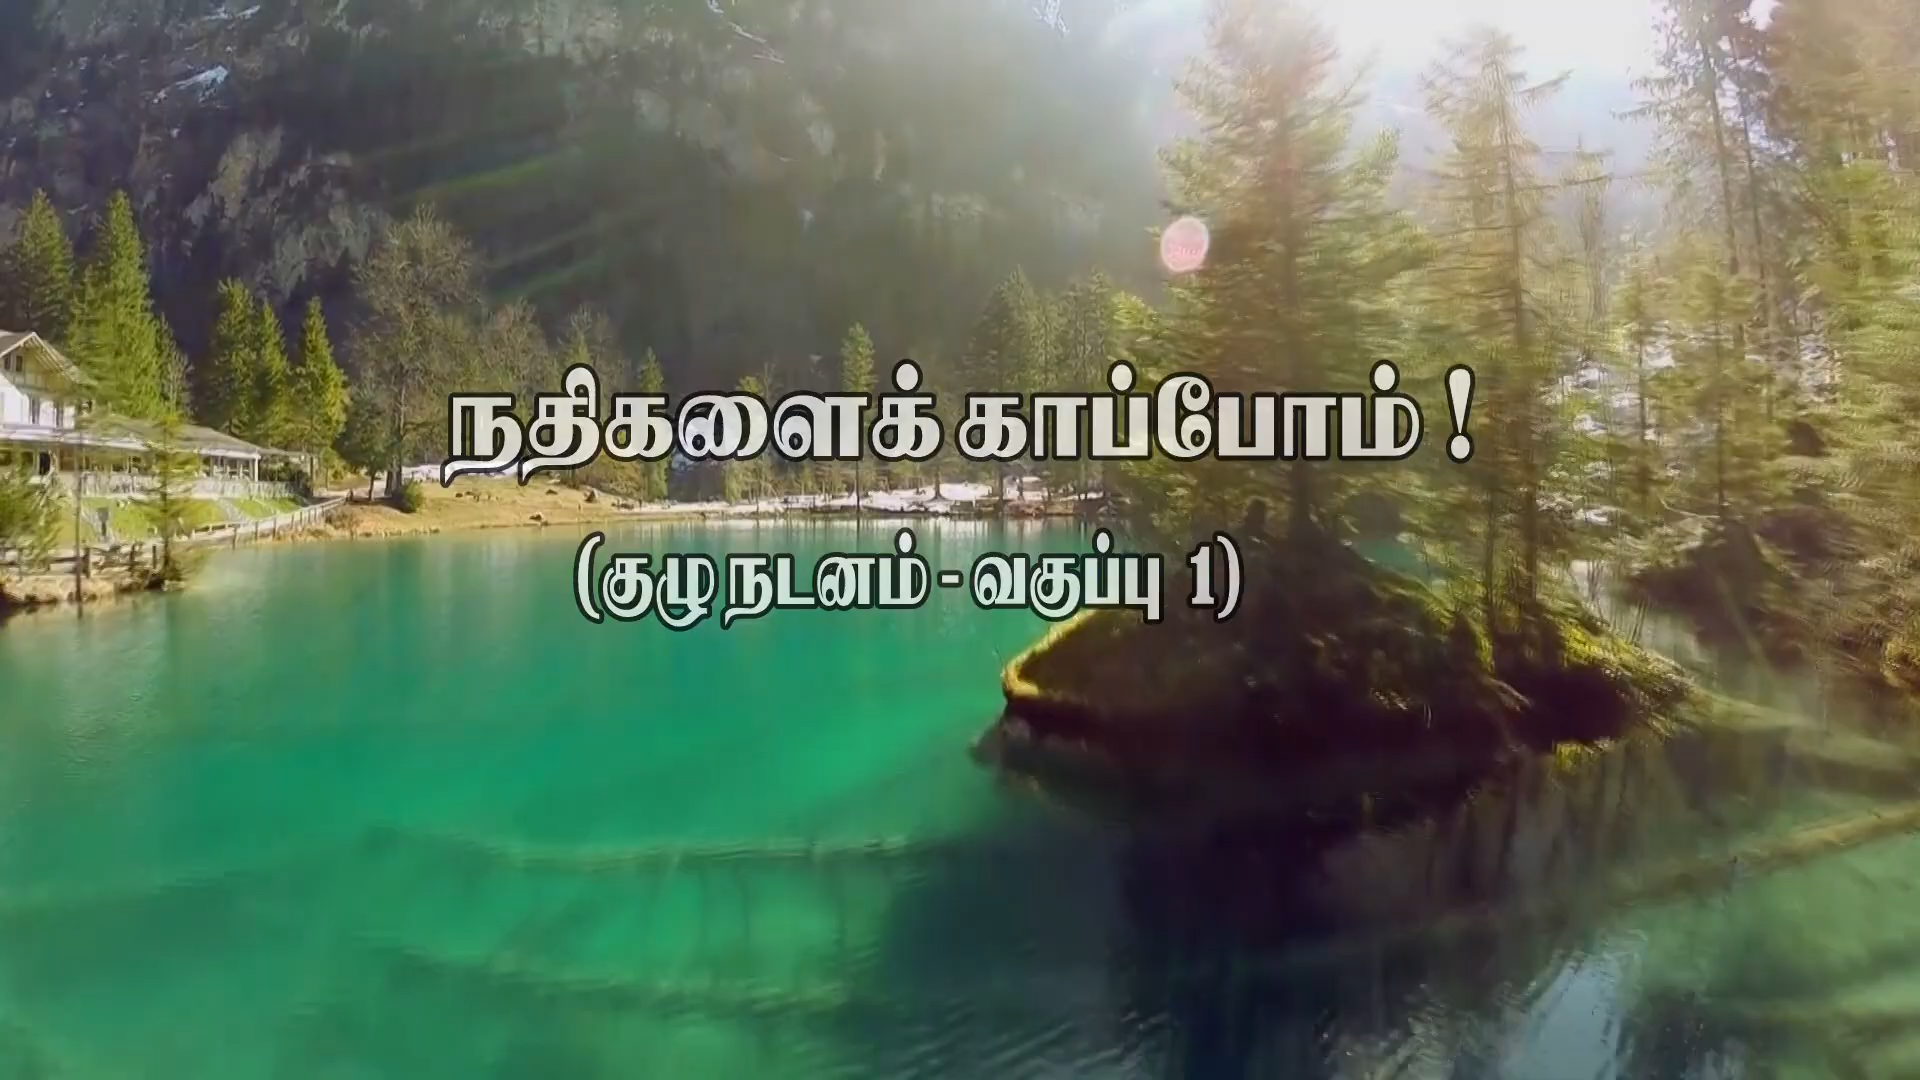 நதிகளைக் காப்போம் !
(குழு நடனம் - வகுப்பு 1)